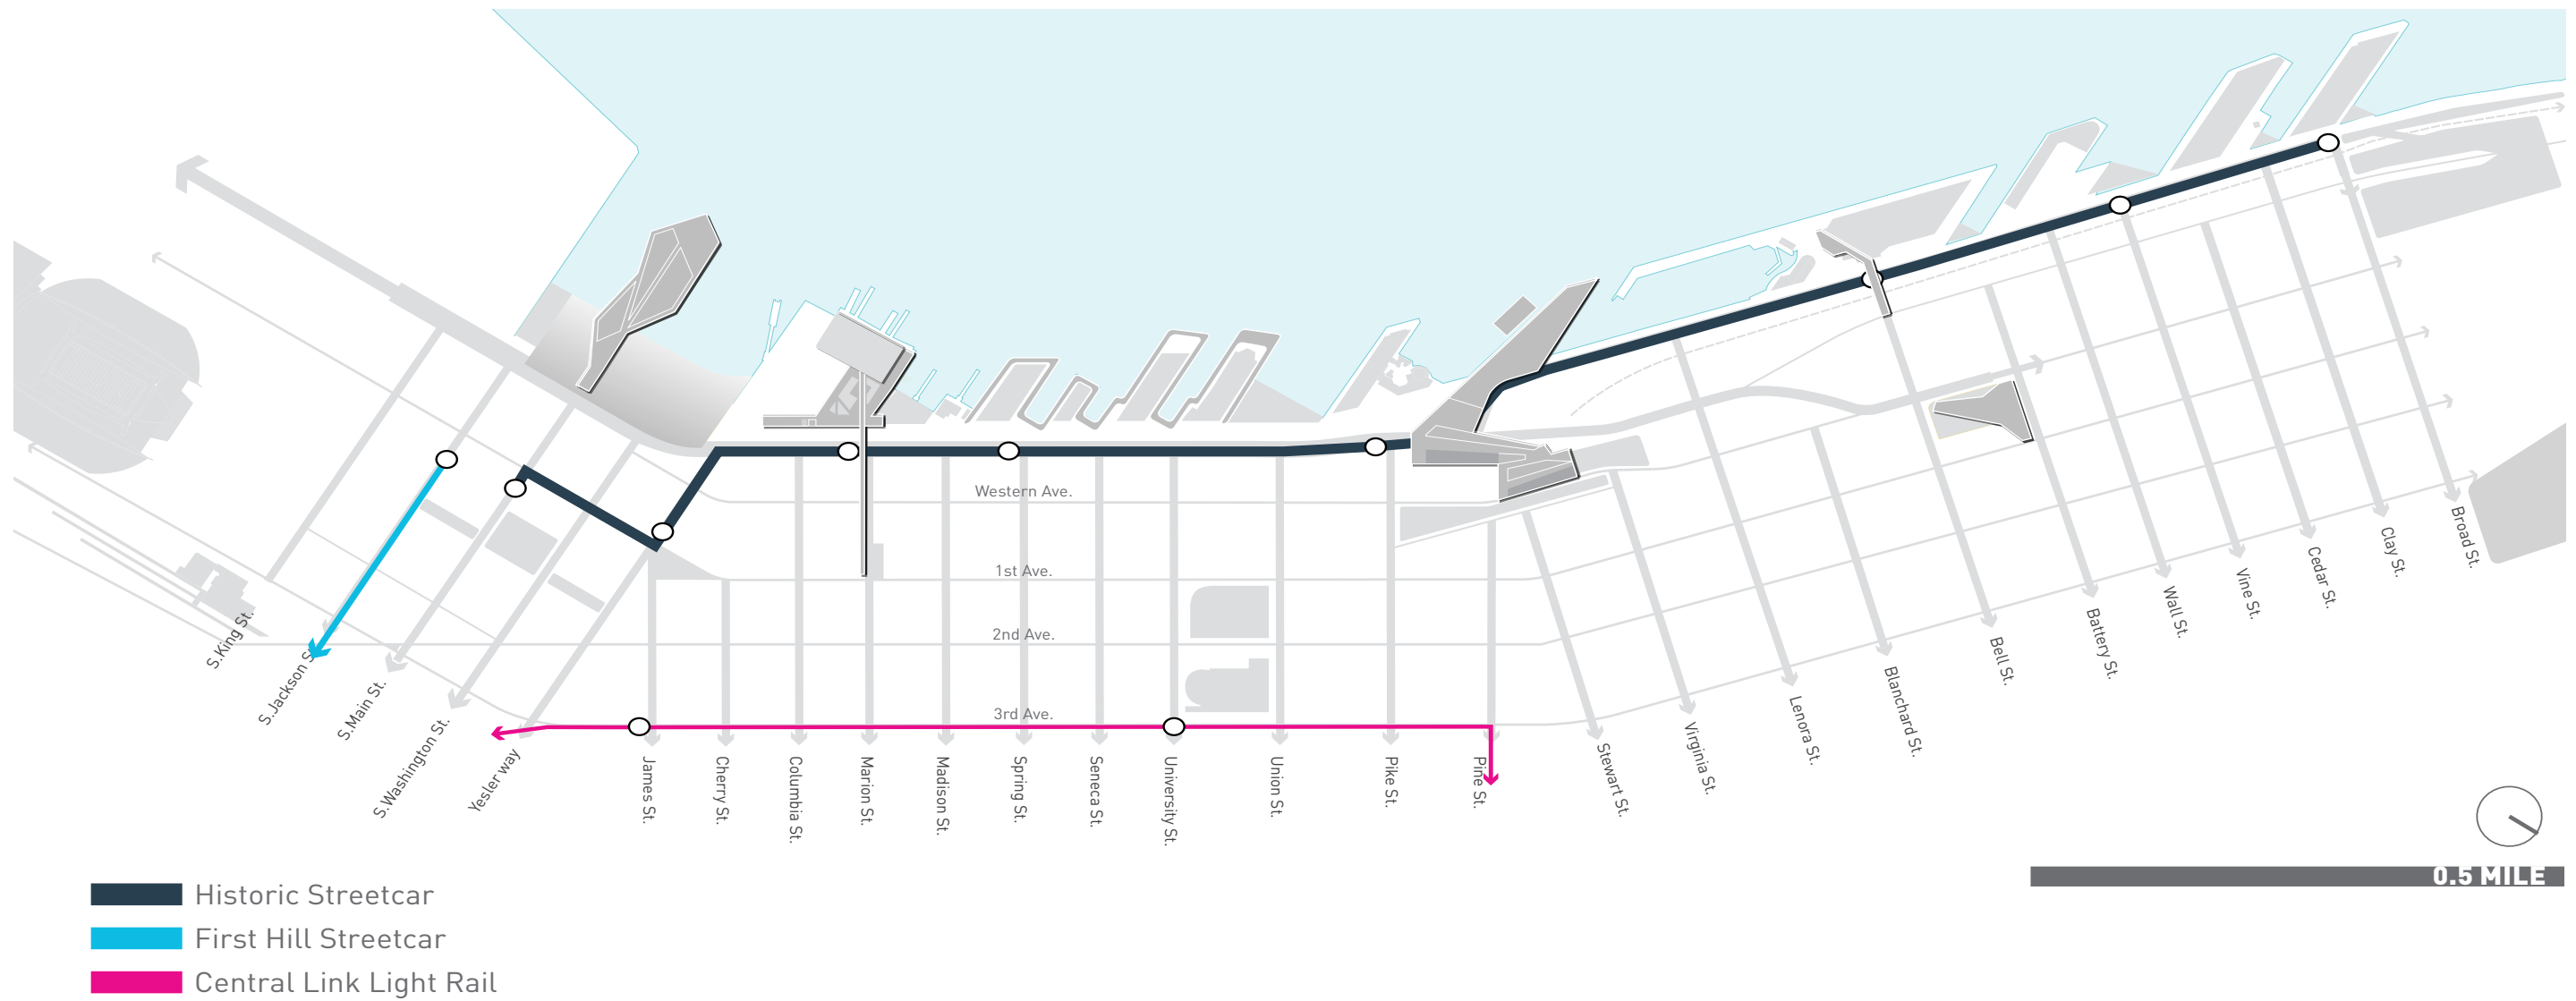 Western Ave.
1st Ave.
2nd Ave.
3rd Ave.
S.King St.
S.Jackson S
S.Main St.
S.Washington St.
Yesler way
James St.
Cherry St.
Columbia St.
Marion St.
Madison St.
Spring St.
Seneca St.
University St.
Union St.
Pike St.
Pine St.
Stewart St.
Virginia St.
Lenora St.
Blanchard St.
Bell St.
Battery St.
Wall St.
Vine St.
Cedar St.
Clay St.
Broad St.
0.5 MILE
Historic Streetcar
First Hill Streetcar
Central Link Light Rail